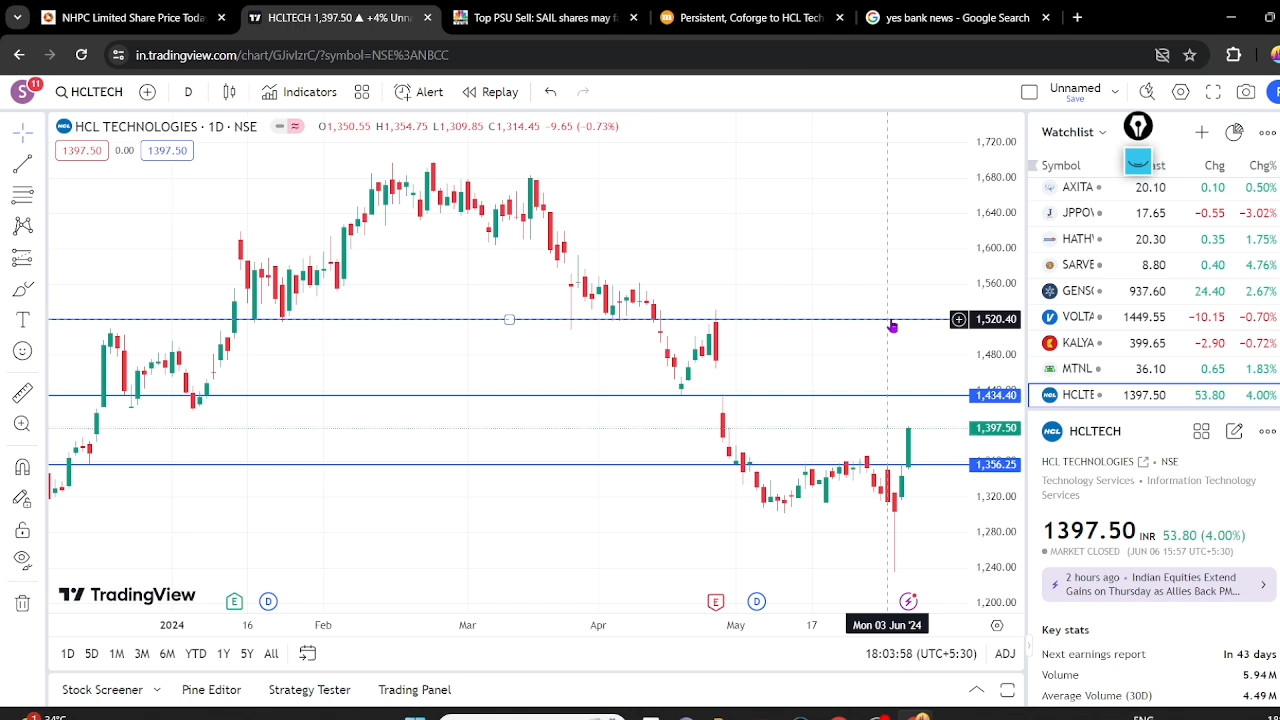 NHPC Limited Share Price Today
HCLTECH 1,397.50 ▲ +4% Unna
Top PSU Sell: SAIL shares may fa
Persistent, Coforge to HCL Tech
yes bank news - Google Search
in.tradingview.com/chart/GJivIzrC/?symbol=NSE%3ANBCC
S 11 HCLTECH D Indicators Alert Replay Unnamed
Save
HCL TECHNOLOGIES · 1D · NSE O1,350.55 H1,354.75 L1,309.85 C1,314.45 -9.65 (-0.73%)
1397.50 0.00 1397.50
1,720.00
1,680.00
1,640.00
1,600.00
1,560.00
1,520.40
1,480.00
1,434.40
1,397.50
1,356.25
1,320.00
1,280.00
1,240.00
1,200.00
TradingView
E D E D
2024 16 Feb Mar Apr May 17 Mon 03 Jun '24
1D 5D 1M 3M 6M YTD 1Y 5Y All 18:03:58 (UTC+5:30) ADJ
Stock Screener Pine Editor Strategy Tester Trading Panel
Watchlist
Symbol Chg Chg%
AXITA 20.10 0.10 0.50%
JPPOV 17.65 −0.55 −3.02%
HATHV 20.30 0.35 1.75%
SARVE 8.80 0.40 4.76%
GENSO 937.60 24.40 2.67%
VOLTA 1449.55 −10.15 −0.70%
KALYA 399.65 −2.90 −0.72%
MTNL 36.10 0.65 1.83%
HCLTE 1397.50 53.80 4.00%
HCL HCLTECH
HCL TECHNOLOGIES • NSE
Technology Services • Information Technology
Services
1397.50 INR 53.80 (4.00%)
MARKET CLOSED (JUN 06 15:57 UTC+5:30)
2 hours ago • Indian Equities Extend
Gains on Thursday as Allies Back PM...
Key stats
Next earnings report In 43 days
Volume 5.94M
Average Volume (30D) 4.49M
34°C
ENG